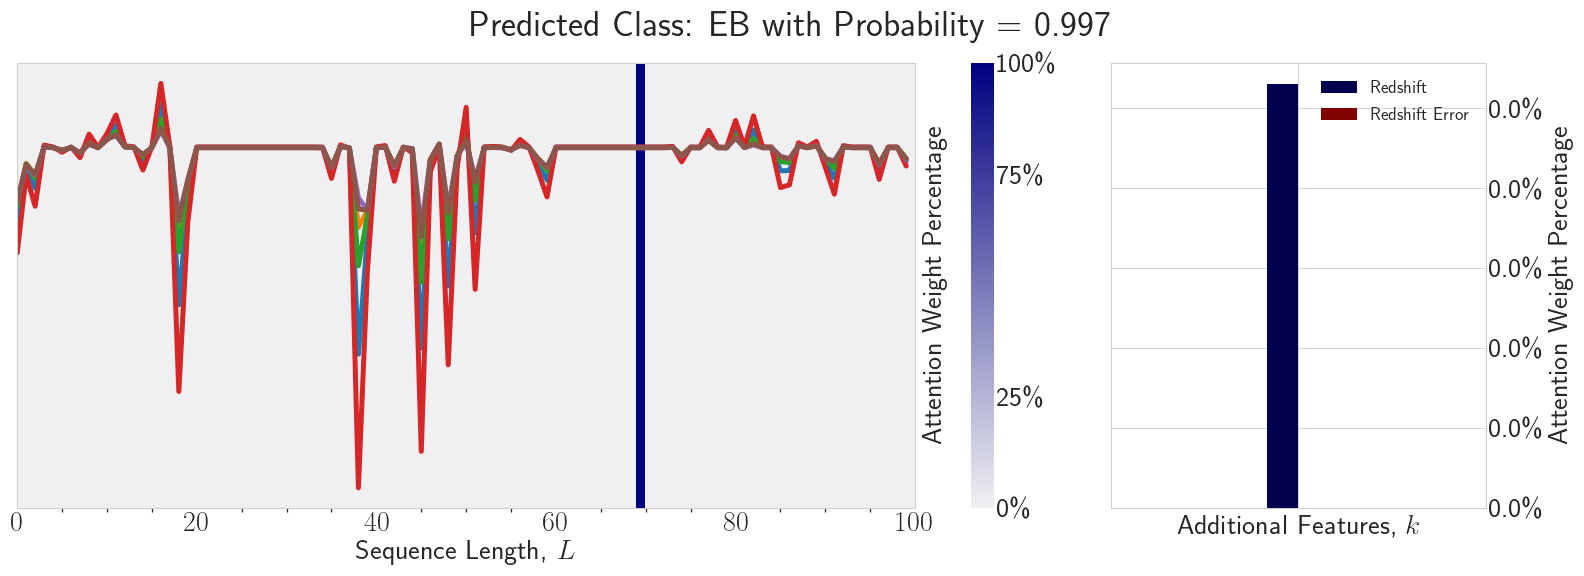 Predicted Class: EB with Probability = 0.997
100%
75%
25%
0%
Attention Weight Percentage
0 20 40 60 80 100
Sequence Length, L
Redshift
Redshift Error
0.0%
0.0%
0.0%
0.0%
0.0%
0.0%
Attention Weight Percentage
Additional Features, k